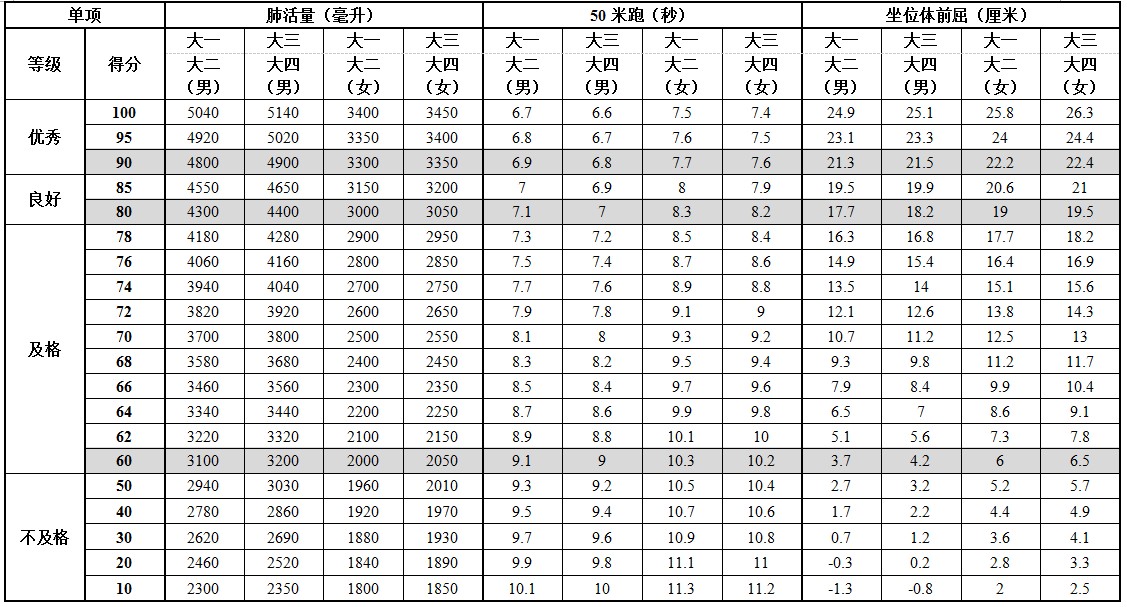 单项 肺活量（毫升） 50 米跑（秒） 坐位体前屈（厘米）
等级 得分 大一大二（男） 大三大四（男） 大一大二（女） 大三大四（女） 大一大二（男） 大三大四（男） 大一大二（女） 大三大四（女） 大一大二（男） 大三大四（男） 大一大二（女） 大三大四（女）
优秀 100 5040 5140 3400 3450 6.7 6.6 7.5 7.4 24.9 25.1 25.8 26.3
95 4920 5020 3350 3400 6.8 6.7 7.6 7.5 23.1 23.3 24 24.4
90 4800 4900 3300 3350 6.9 6.8 7.7 7.6 21.3 21.5 22.2 22.4
良好 85 4550 4650 3150 3200 7 6.9 8 7.9 19.5 19.9 20.6 21
80 4300 4400 3000 3050 7.1 7 8.3 8.2 17.7 18.2 19 19.5
及格 78 4180 4280 2900 2950 7.3 7.2 8.5 8.4 16.3 16.8 17.7 18.2
76 4060 4160 2800 2850 7.5 7.4 8.7 8.6 14.9 15.4 16.4 16.9
74 3940 4040 2700 2750 7.7 7.6 8.9 8.8 13.5 14 15.1 15.6
72 3820 3920 2600 2650 7.9 7.8 9.1 9 12.1 12.6 13.8 14.3
70 3700 3800 2500 2550 8.1 8 9.3 9.2 10.7 11.2 12.5 13
68 3580 3680 2400 2450 8.3 8.2 9.5 9.4 9.3 9.8 11.2 11.7
66 3460 3560 2300 2350 8.5 8.4 9.7 9.6 7.9 8.4 9.9 10.4
64 3340 3440 2200 2250 8.7 8.6 9.9 9.8 6.5 7 8.6 9.1
62 3220 3320 2100 2150 8.9 8.8 10.1 10 5.1 5.6 7.3 7.8
60 3100 3200 2000 2050 9.1 9 10.3 10.2 3.7 4.2 6 6.5
不及格 50 2940 3030 1960 2010 9.3 9.2 10.5 10.4 2.7 3.2 5.2 5.7
40 2780 2860 1920 1970 9.5 9.4 10.7 10.6 1.7 2.2 4.4 4.9
30 2620 2690 1880 1930 9.7 9.6 10.9 10.8 0.7 1.2 3.6 4.1
20 2460 2520 1840 1890 9.9 9.8 11.1 11 -0.3 0.2 2.8 3.3
10 2300 2350 1800 1850 10.1 10 11.3 11.2 -1.3 -0.8 2 2.5